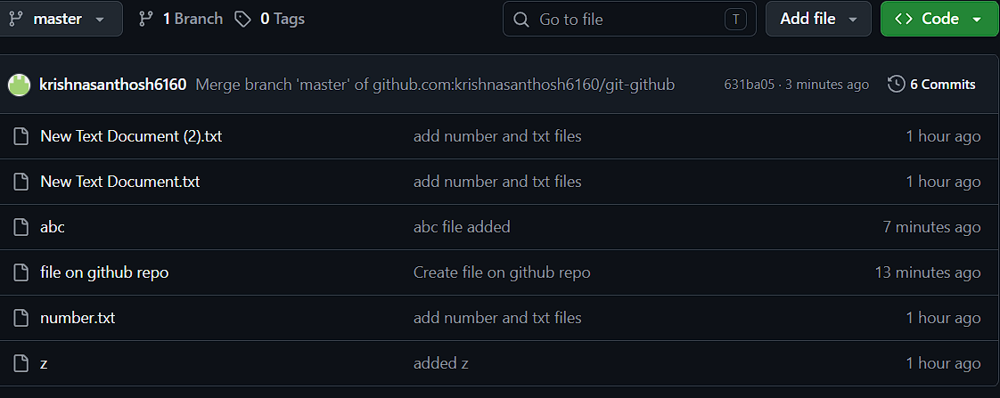 master 1 Branch 0 Tags Go to file T Add file Code
krishnasanthosh6160 Merge branch 'master' of github.com:krishnasanthosh6160/git-github 631ba05 · 3 minutes ago 6 Commits
New Text Document (2).txt add number and txt files 1 hour ago
New Text Document.txt add number and txt files 1 hour ago
abc abc file added 7 minutes ago
file on github repo Create file on github repo 13 minutes ago
number.txt add number and txt files 1 hour ago
z added z 1 hour ago